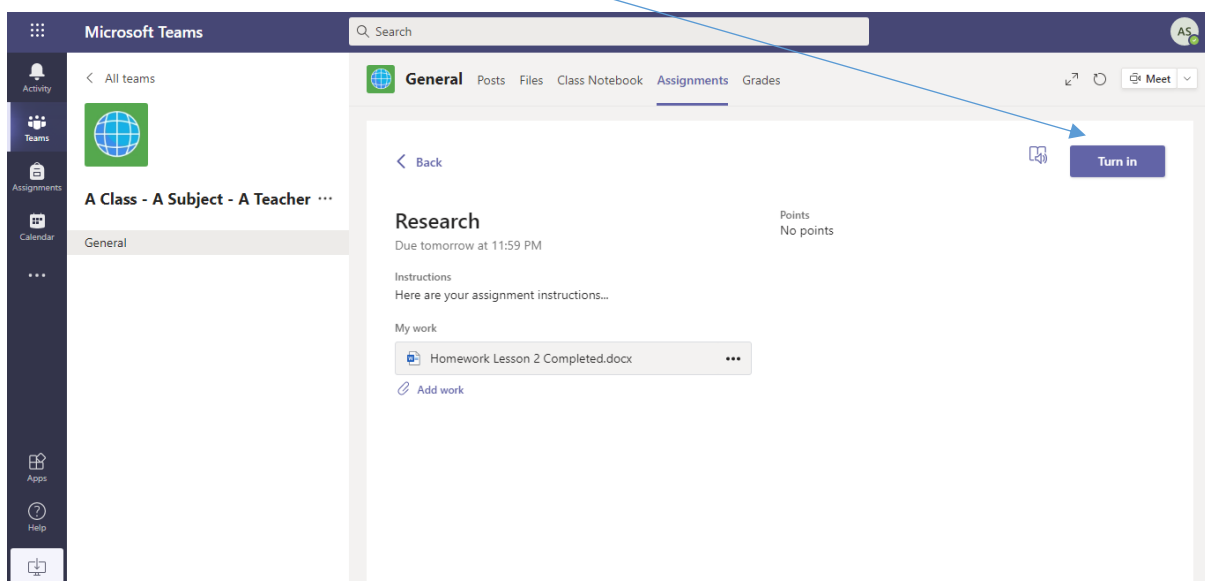 Microsoft Teams
Search
AS
Activity
Teams
Assignments
Calendar
Apps
Help
All teams
A Class - A Subject - A Teacher ...
General
General Posts Files Class Notebook Assignments Grades
Meet
Back
Turn in
Research
Due tomorrow at 11:59 PM
Points
No points
Instructions
Here are your assignment instructions...
My work
Homework Lesson 2 Completed.docx
Add work